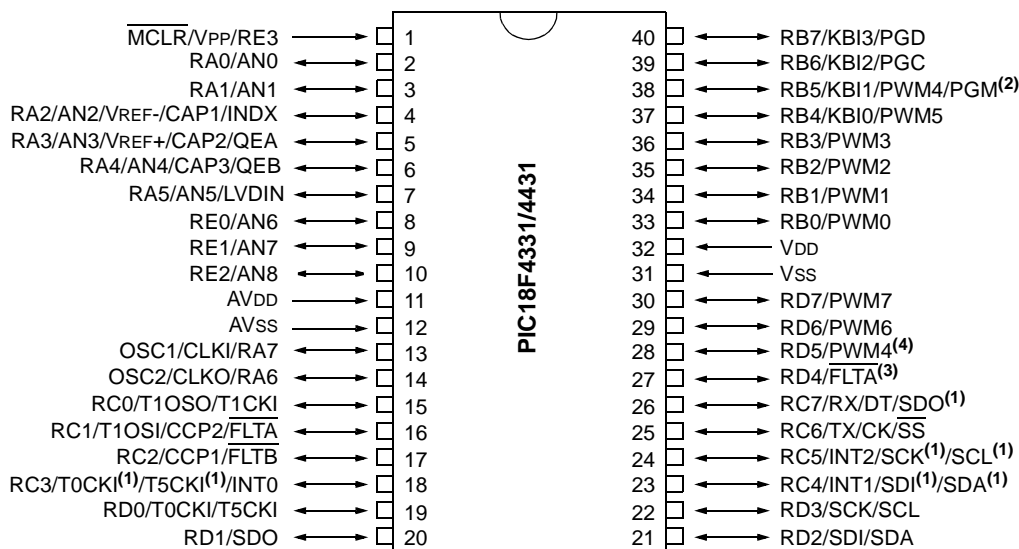 MCLR/VPP/RE3 1 40 RB7/KBI3/PGD
RA0/AN0 2 39 RB6/KBI2/PGC
RA1/AN1 3 38 RB5/KBI1/PWM4/PGM(2)
RA2/AN2/VREF-/CAP1/INDX 4 37 RB4/KBI0/PWM5
RA3/AN3/VREF+/CAP2/QEA 5 36 RB3/PWM3
RA4/AN4/CAP3/QEB 6 35 RB2/PWM2
RA5/AN5/LVDIN 7 34 RB1/PWM1
RE0/AN6 8 33 RB0/PWM0
RE1/AN7 9 32 VDD
RE2/AN8 10 31 VSS
AVDD 11 30 RD7/PWM7
AVSS 12 29 RD6/PWM6
OSC1/CLKI/RA7 13 28 RD5/PWM4(4)
OSC2/CLKO/RA6 14 27 RD4/FLTA(3)
RC0/T1OSO/T1CKI 15 26 RC7/RX/DT/SDO(1)
RC1/T1OSI/CCP2/FLTA 16 25 RC6/TX/CK/SS
RC2/CCP1/FLTB 17 24 RC5/INT2/SCK(1)/SCL(1)
RC3/T0CKI(1)/T5CKI(1)/INT0 18 23 RC4/INT1/SDI(1)/SDA(1)
RD0/T0CKI/T5CKI 19 22 RD3/SCK/SCL
RD1/SDO 20 21 RD2/SDI/SDA
PIC18F4331/4431